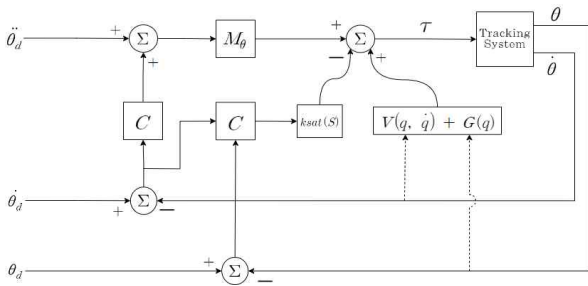 θ̈_d
+
Σ
+
M_θ
+
Σ
−
+
τ
Tracking
System
θ
θ̇
C
C
ksat(S)
V(q, q̇) + G(q)
θ̇_d
+
Σ
−
θ_d
+
Σ
−